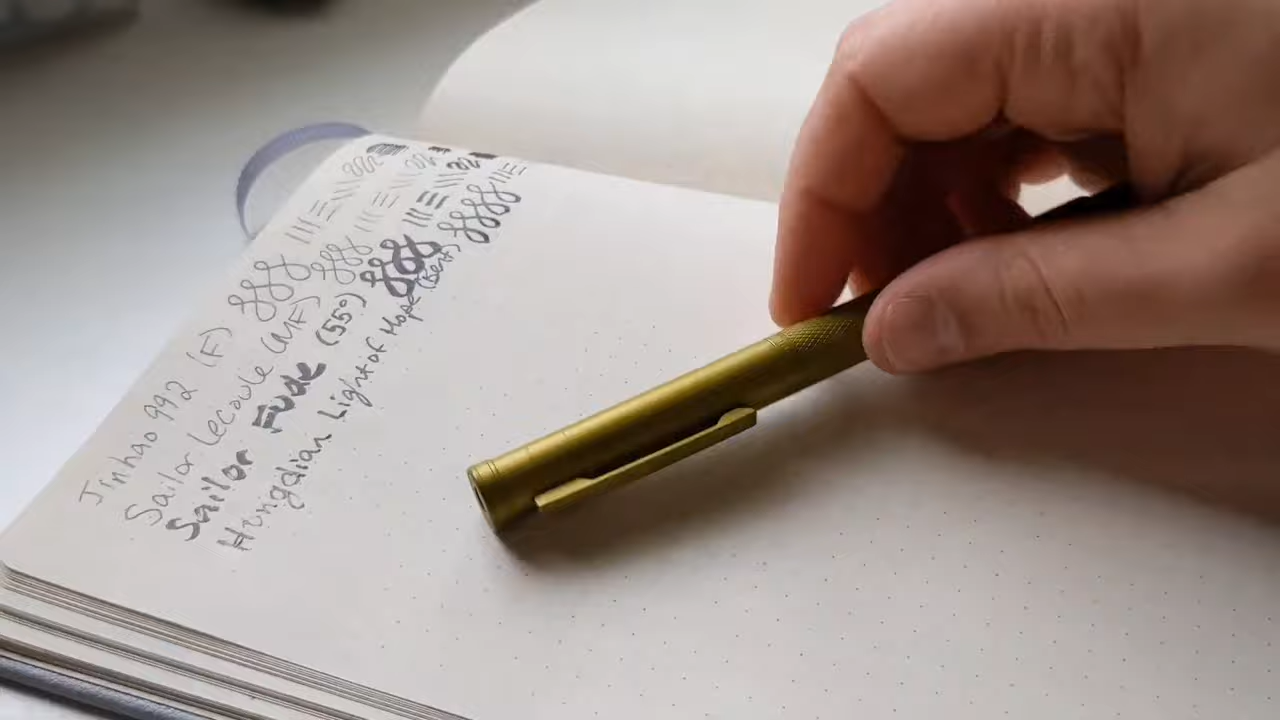 Jinhao 992 (F)
Sailor Lecoule (MF)
Sailor Fude (55°)
Hongdian Light of Hope (Bent)